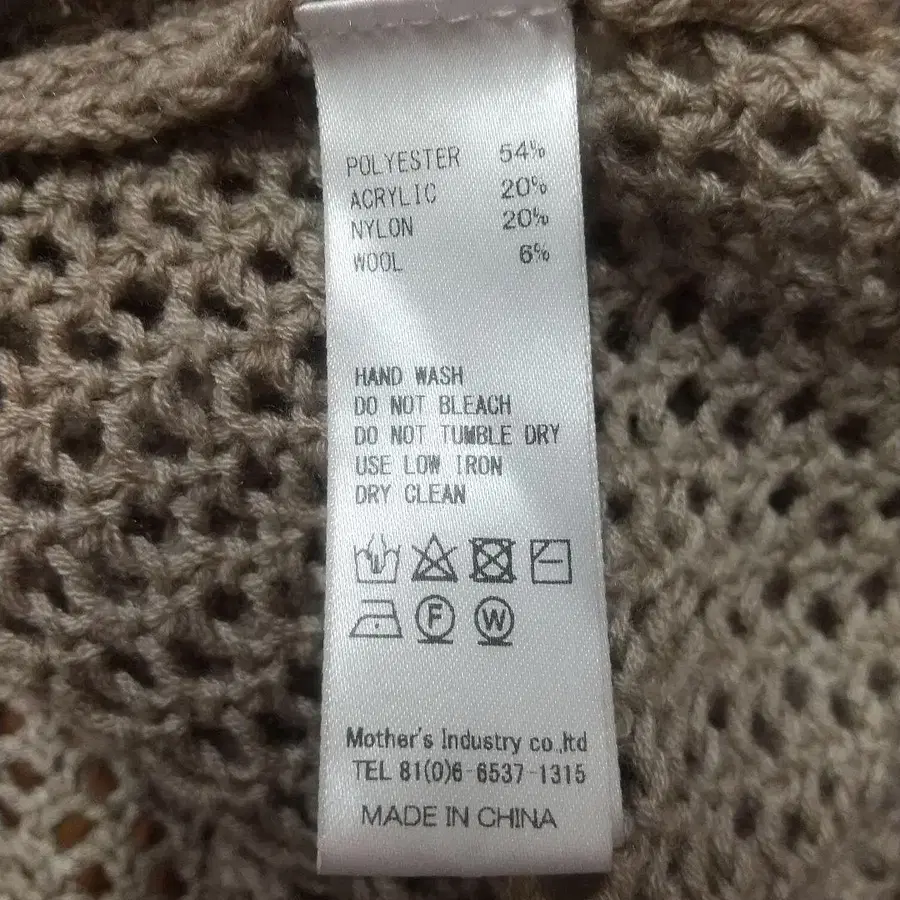 POLYESTER 54%
ACRYLIC 20%
NYLON 20%
WOOL 6%
HAND WASH
DO NOT BLEACH
DO NOT TUMBLE DRY
USE LOW IRON
DRY CLEAN
F W
Mother's Industry co.,ltd
TEL 81(0)6-6537-1315
MADE IN CHINA